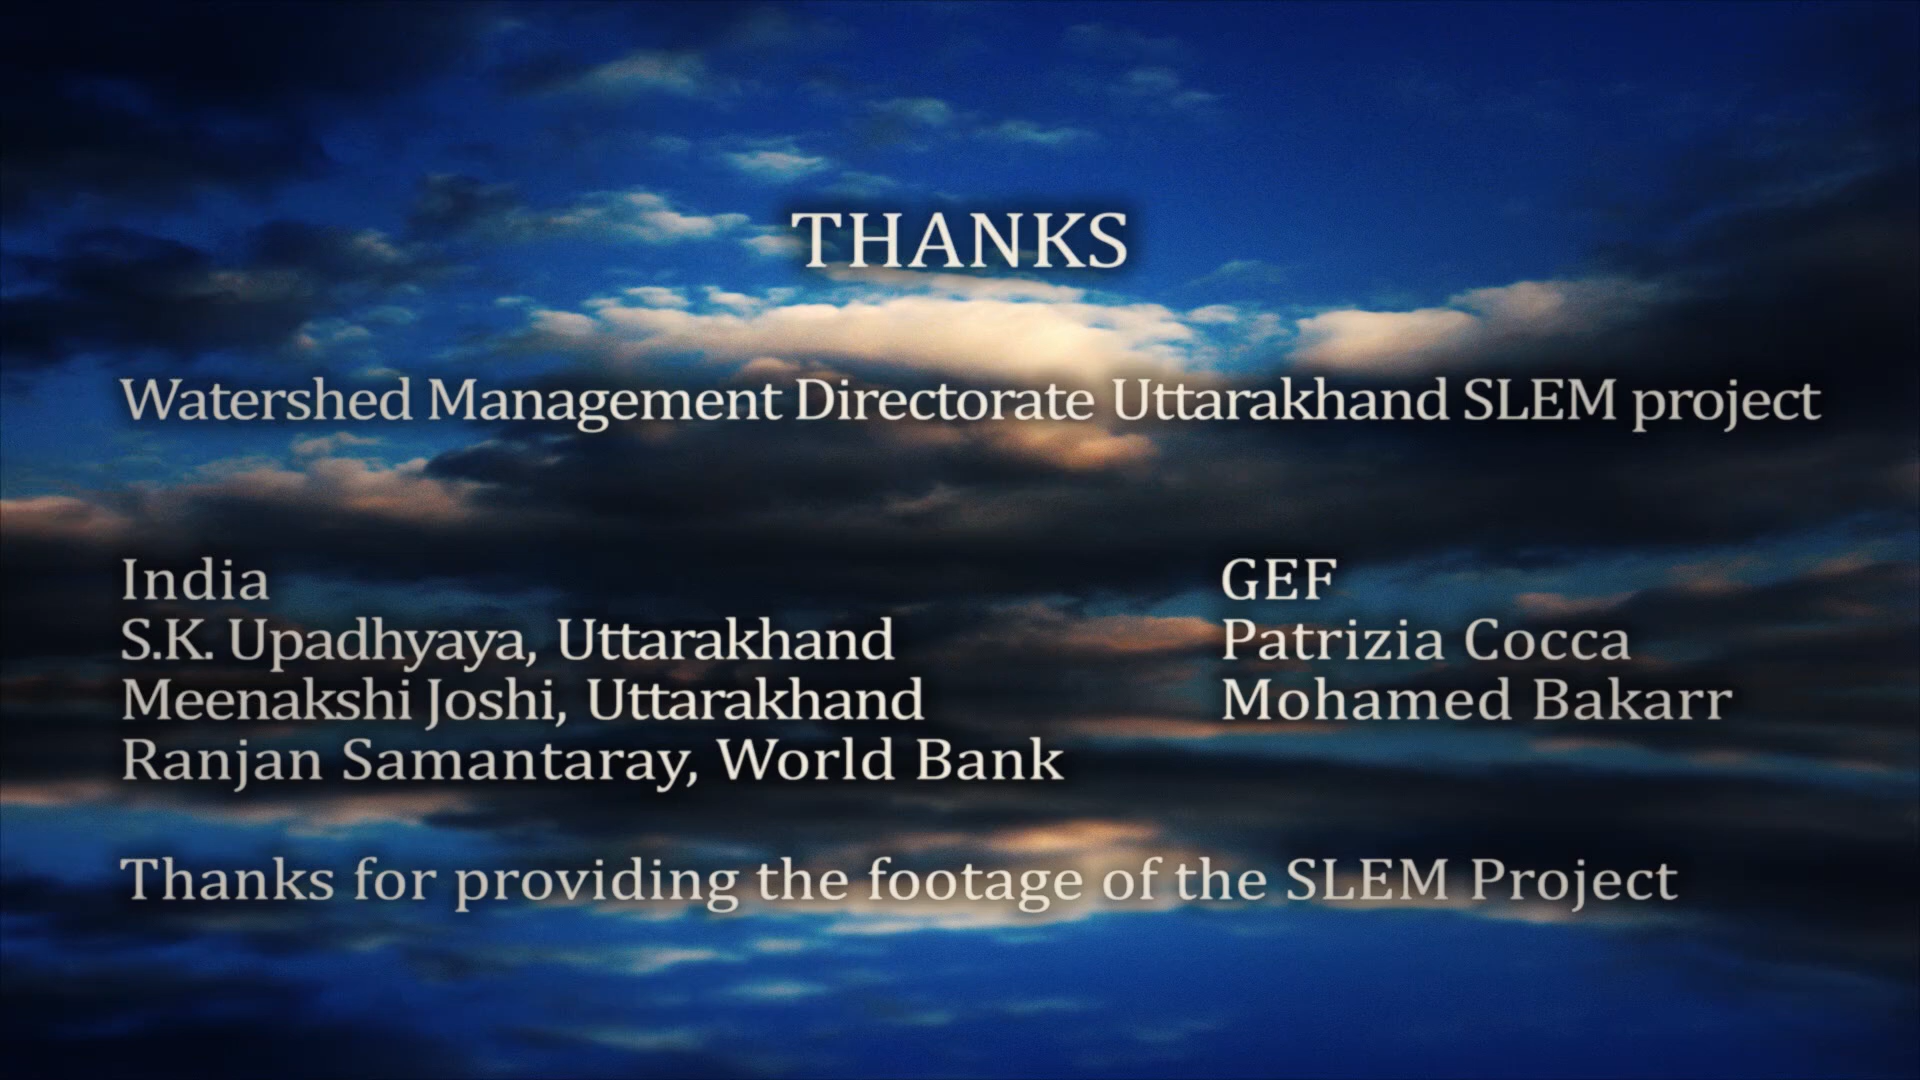 THANKS
Watershed Management Directorate Uttarakhand SLEM project
India
S.K. Upadhyaya, Uttarakhand
Meenakshi Joshi, Uttarakhand
Ranjan Samantaray, World Bank
GEF
Patrizia Cocca
Mohamed Bakarr
Thanks for providing the footage of the SLEM Project